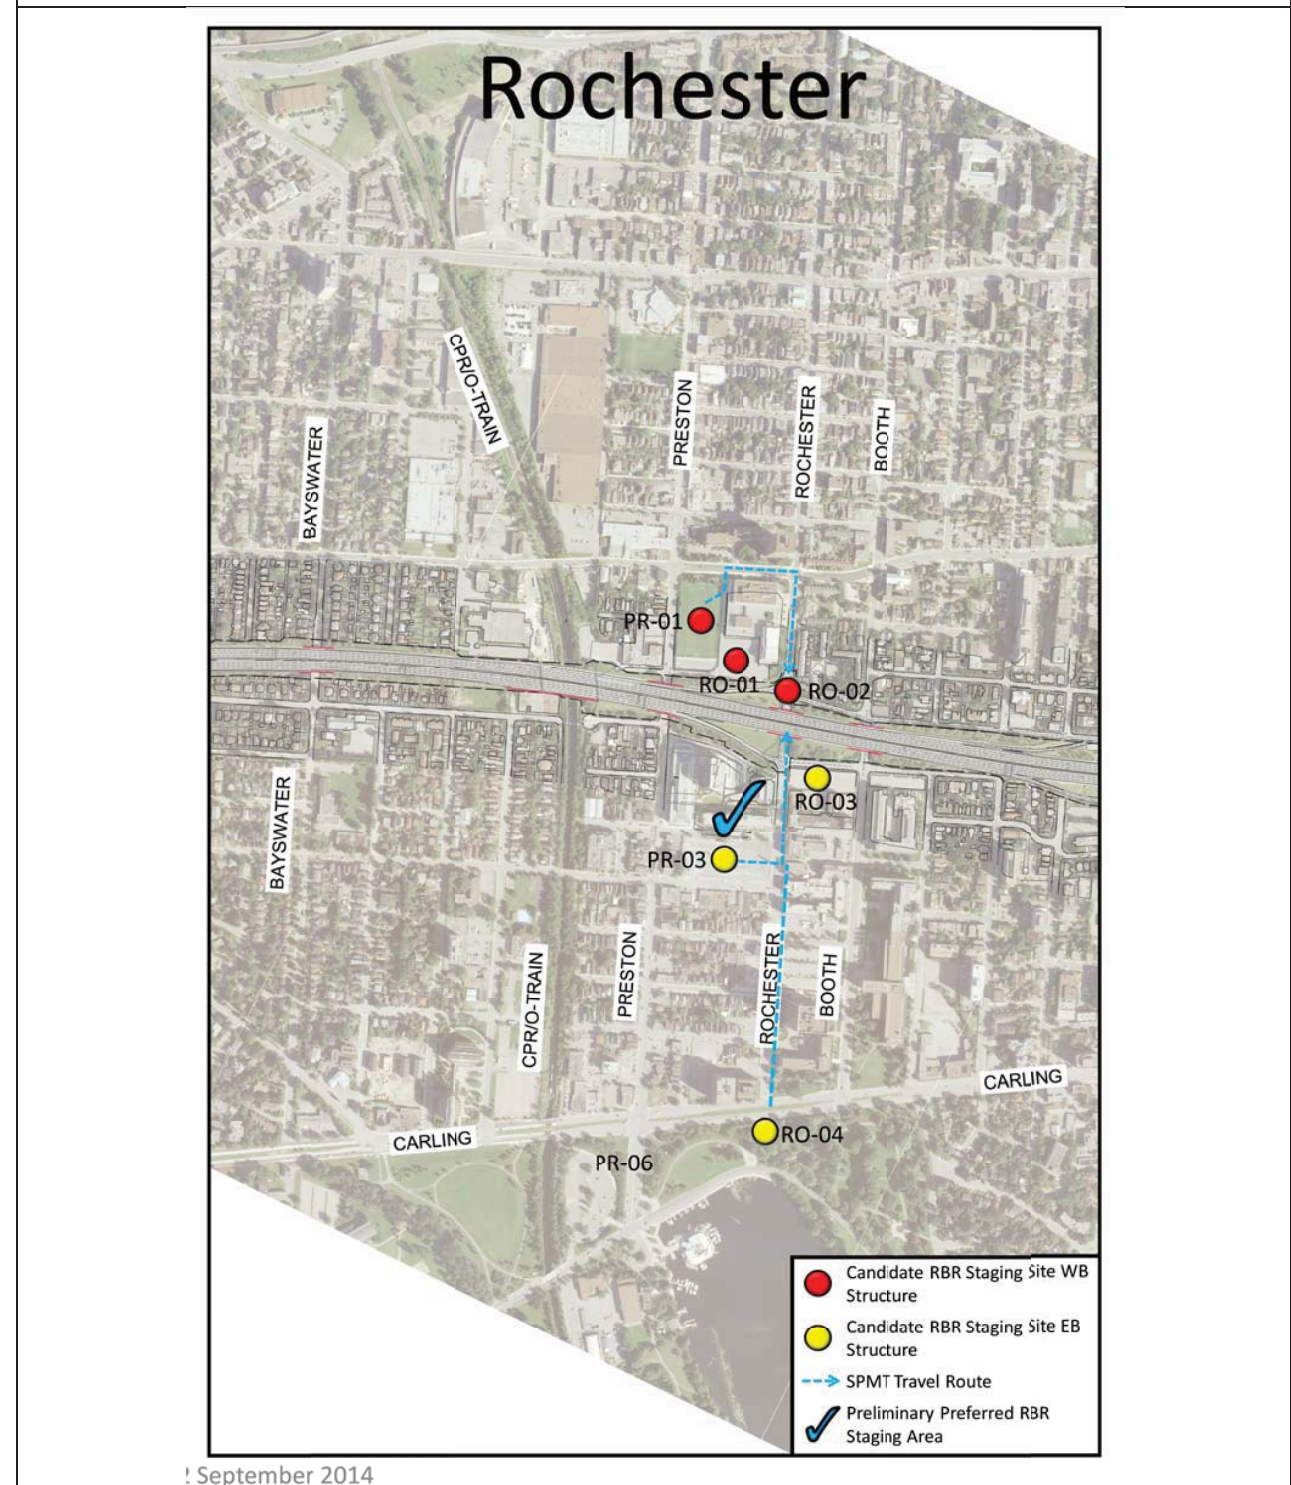 Rochester
CPR/O-TRAIN
PRESTON
ROCHESTER
BOOTH
BAYSWATER
PR-01
RO-01
RO-02
RO-03
BAYSWATER
PR-03
PRESTON
ROCHESTER
BOOTH
CPR/O-TRAIN
CARLING
CARLING
RO-04
PR-06
Candidate RBR Staging Site WB
Structure
Candidate RBR Staging Site EB
Structure
SPMT Travel Route
Preliminary Preferred RBR
Staging Area
September 2014